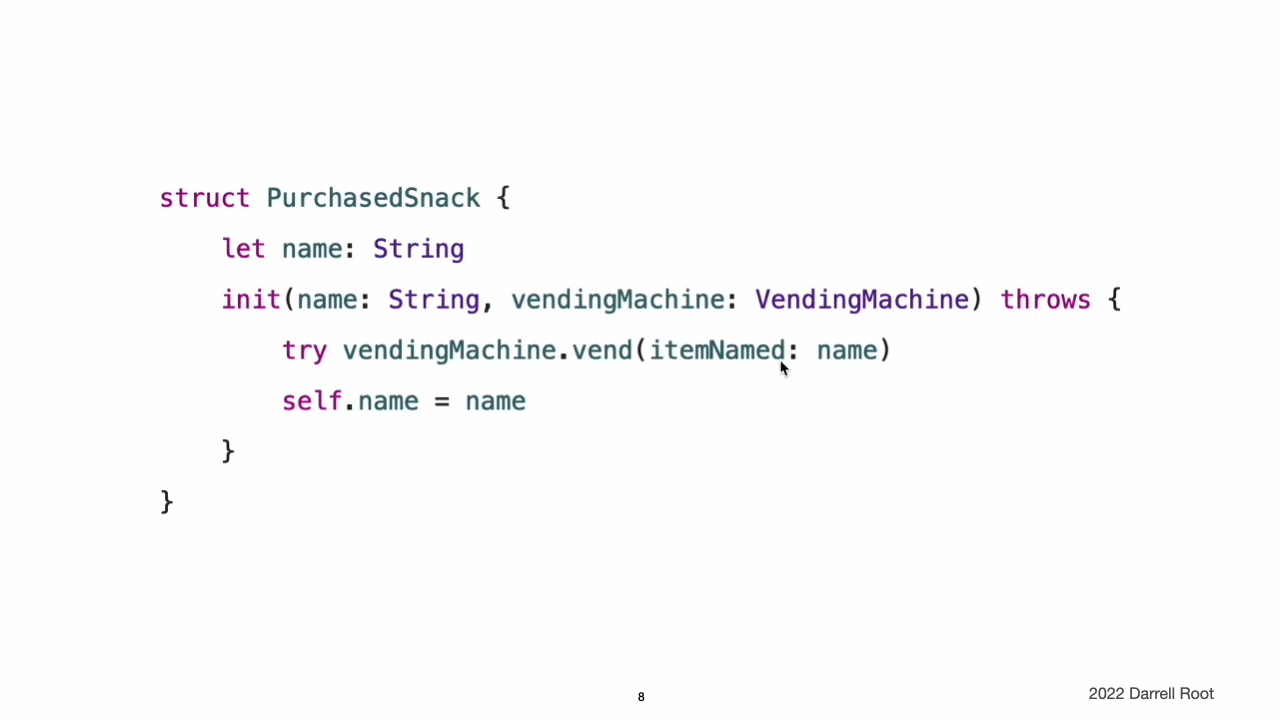 struct PurchasedSnack {
    let name: String
    init(name: String, vendingMachine: VendingMachine) throws {
        try vendingMachine.vend(itemNamed: name)
        self.name = name
    }
}
8
2022 Darrell Root